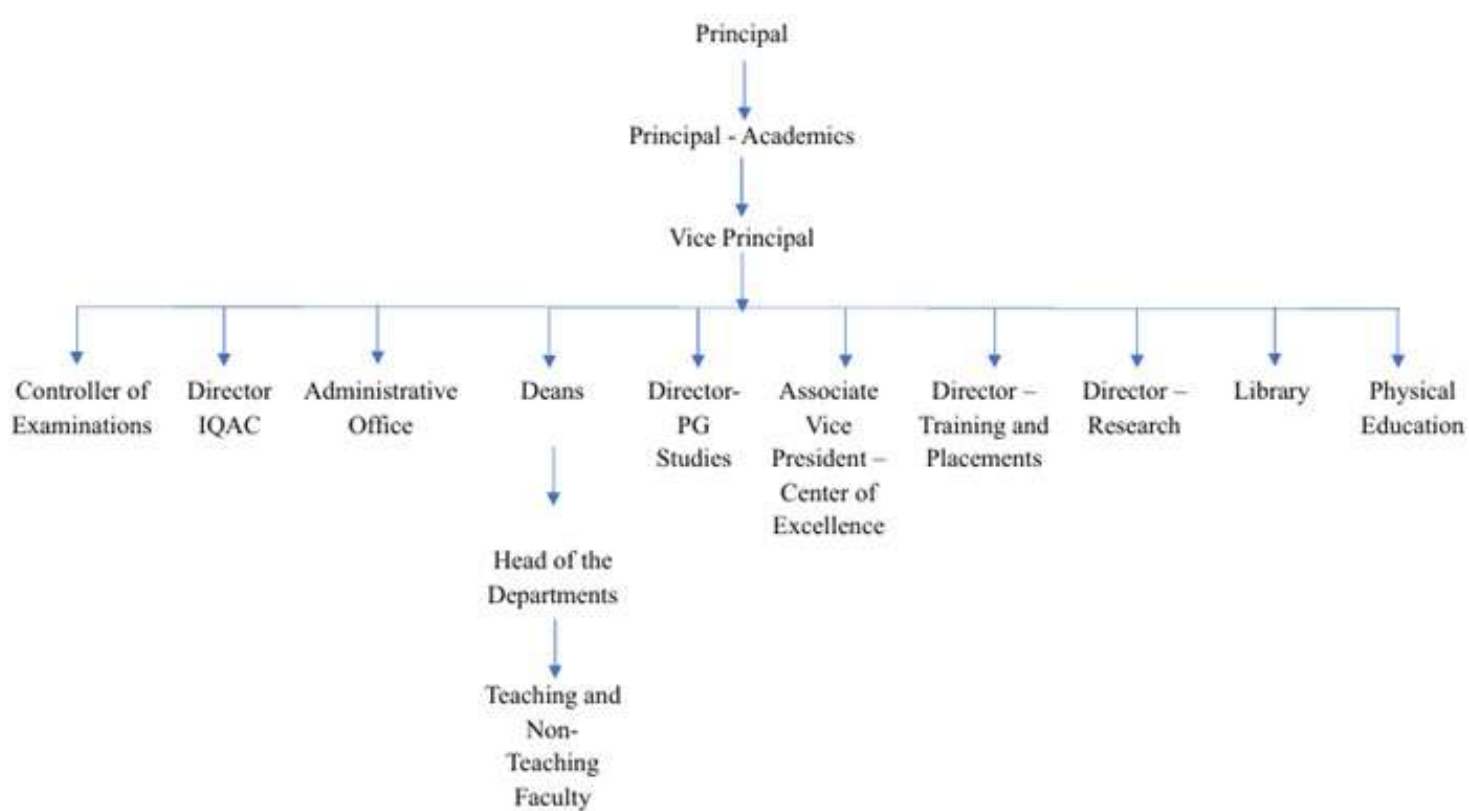 Principal
Principal - Academics
Vice Principal
Controller of
Examinations
Director
IQAC
Administrative
Office
Deans
Director-
PG
Studies
Associate
Vice
President –
Center of
Excellence
Director –
Training and
Placements
Director –
Research
Library
Physical
Education
Head of the
Departments
Teaching and
Non-
Teaching
Faculty